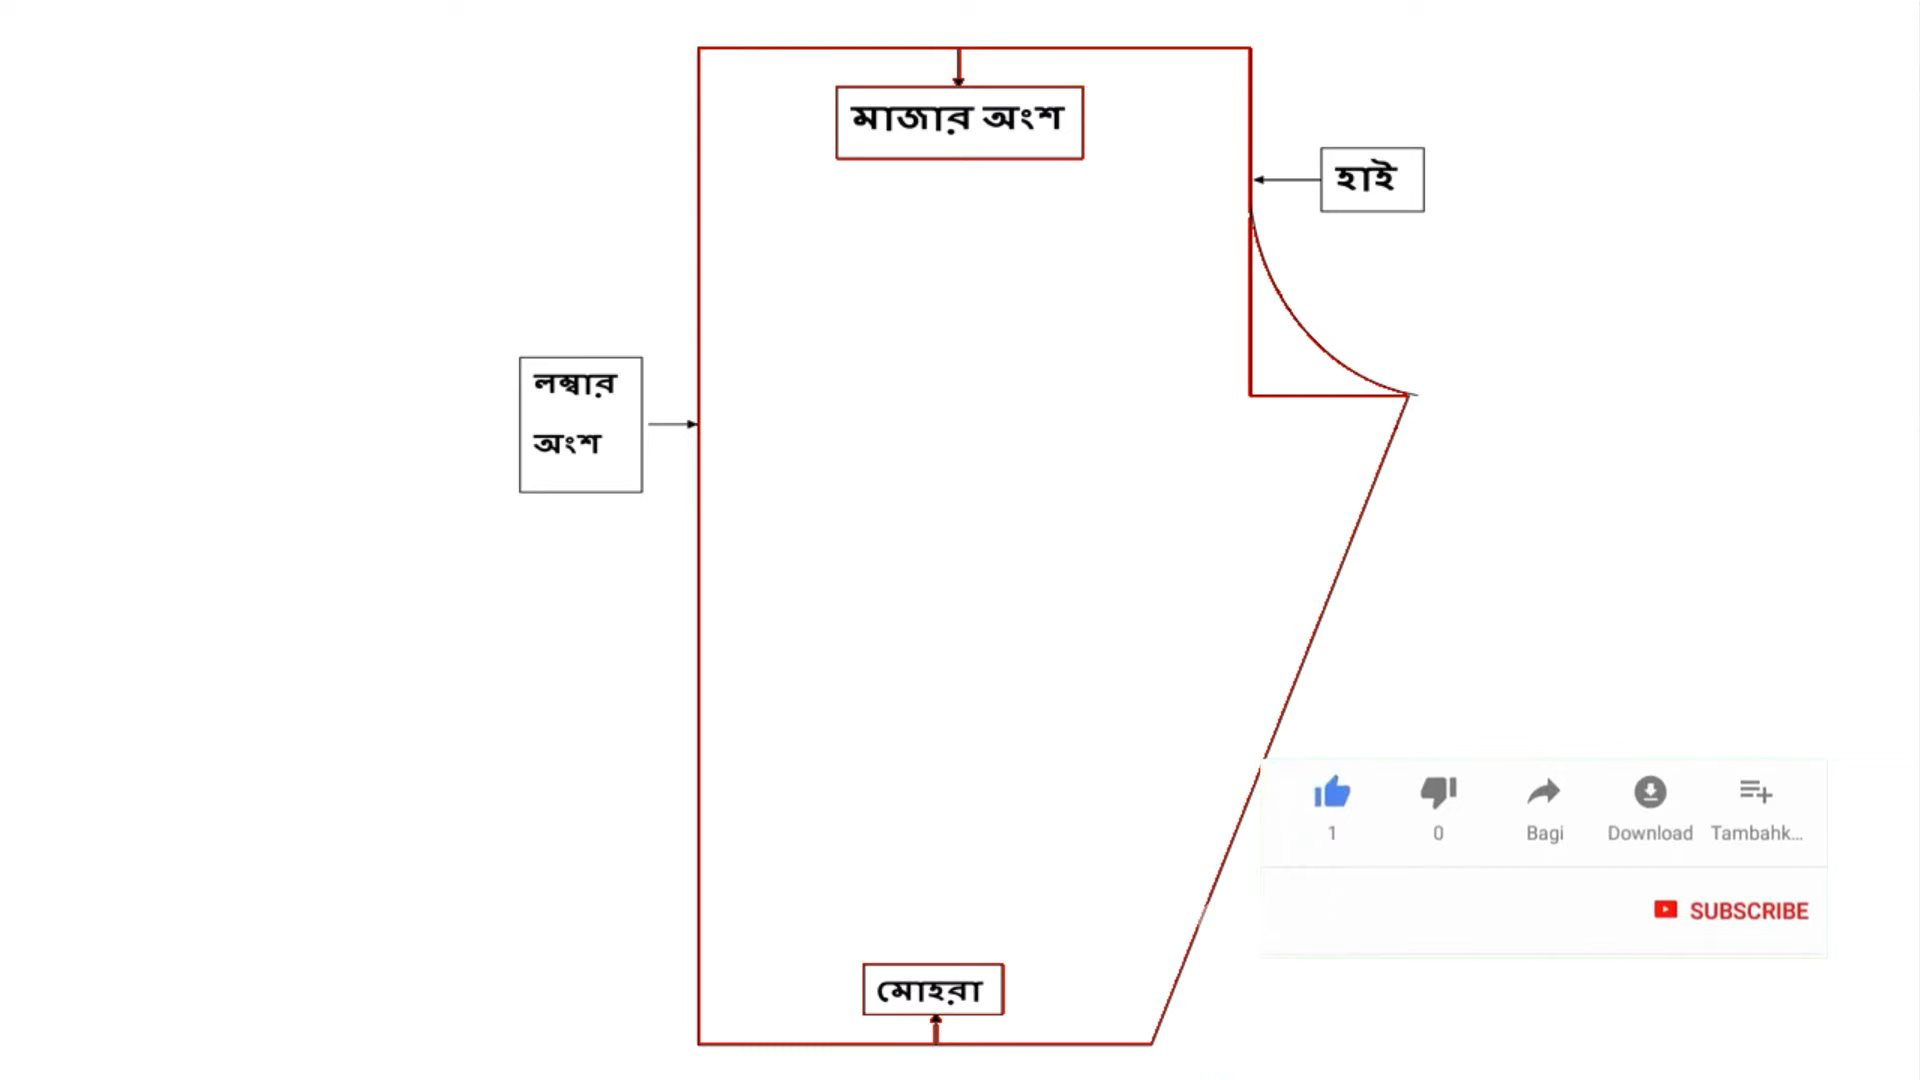 মাজার অংশ
হাই
লম্বার
অংশ
1
0
Bagi
Download
Tambahk...
SUBSCRIBE
মোহরা